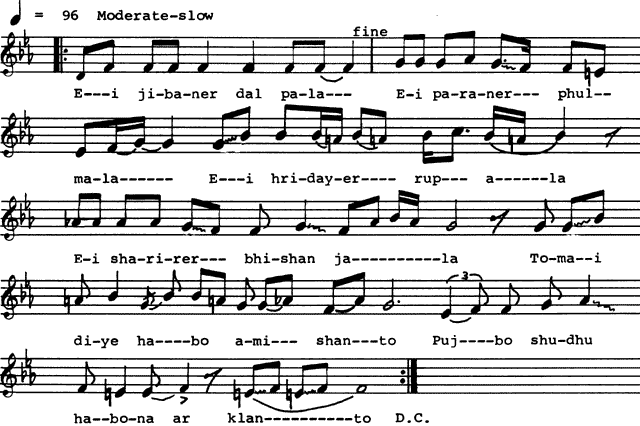 = 96 Moderate-slow
fine
E---i ji-ba-ner dal pa-la--- E-i pa-ra-ner--- phul--
3
ma-la------ E---i hri-day-er---- rup--- a------la
E-i sha-ri-rer--- bhi-shan ja----------la To-ma--i
3
di-ye ha----bo a-mi--- shan---to Puj----bo shu-dhu
ha--bo-na ar klan----------to D.C.